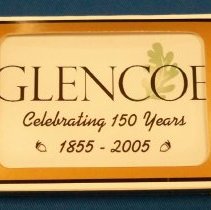 GLENCOE
Celebrating 150 Years
1855 - 2005